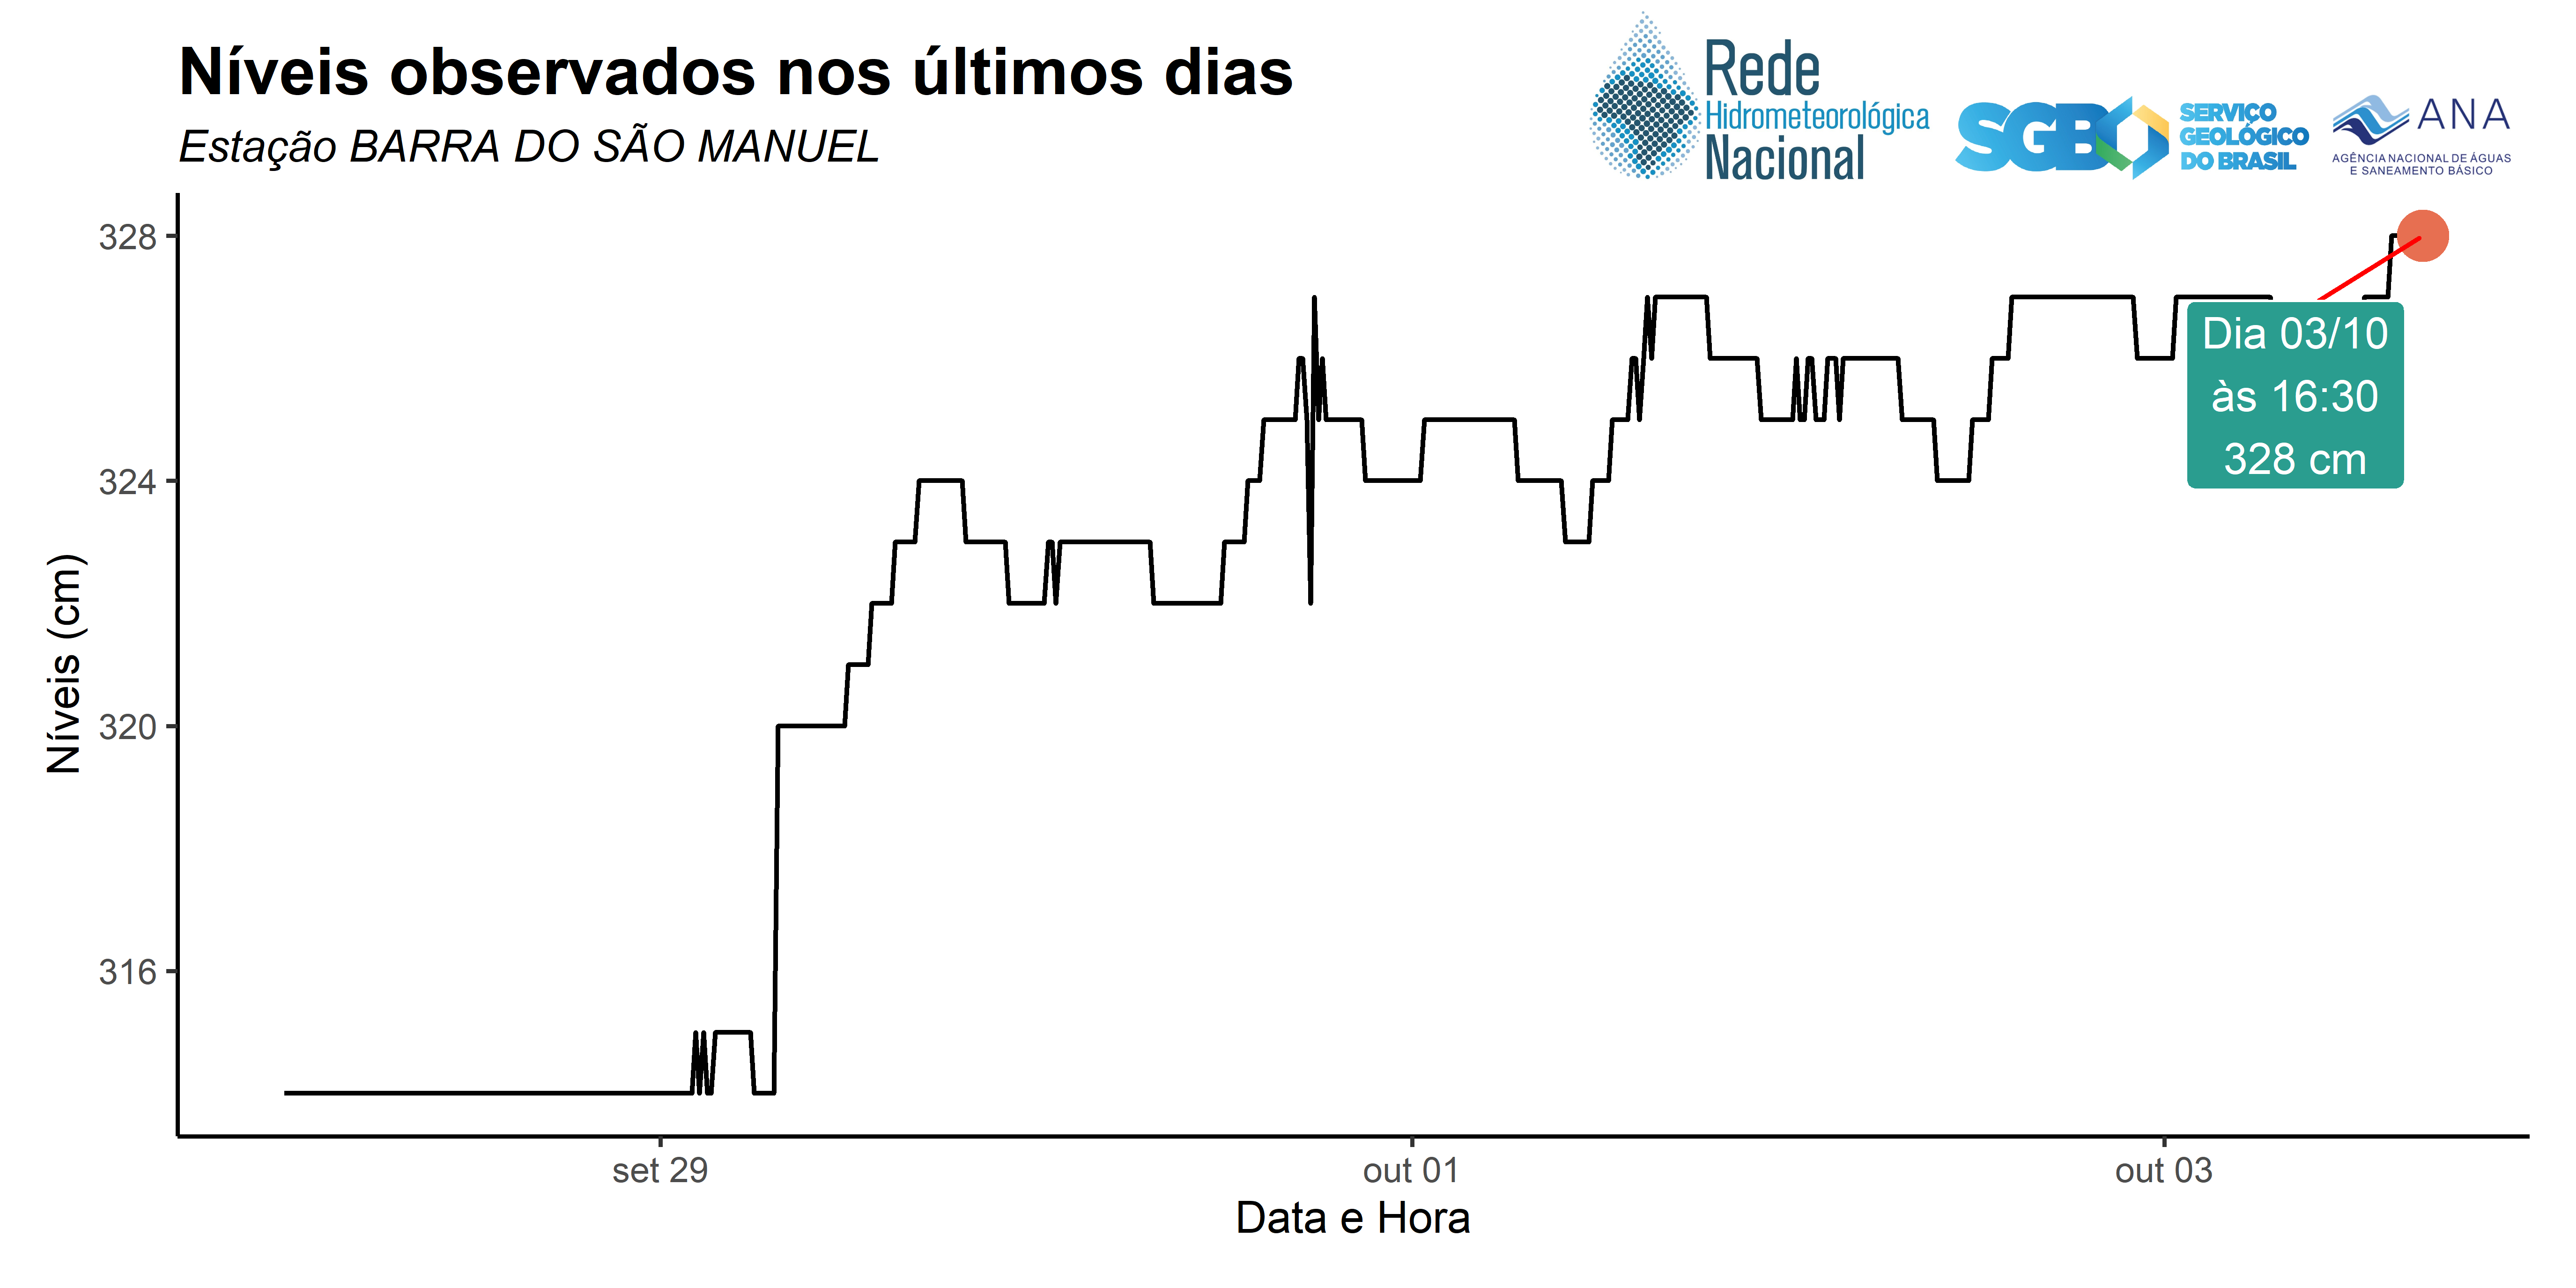 Níveis observados nos últimos dias
Estação BARRA DO SÃO MANUEL
Rede
Hidrometeorológica
Nacional
SGB
SERVIÇO
GEOLÓGICO
DO BRASIL
ANA
AGÊNCIA NACIONAL DE ÁGUAS
E SANEAMENTO BÁSICO
Níveis (cm)
328
324
320
316
Dia 03/10
às 16:30
328 cm
set 29
out 01
out 03
Data e Hora